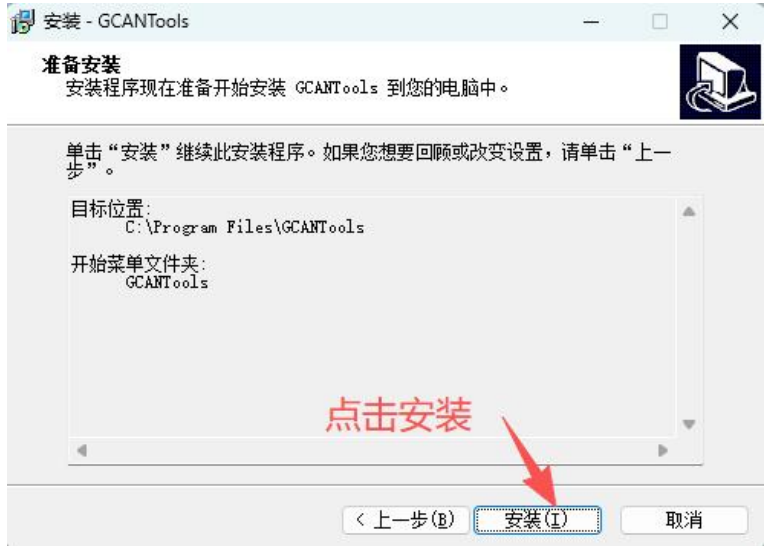 安装 - GCANTools
准备安装
安装程序现在准备开始安装 GCANTools 到您的电脑中。
单击“安装”继续此安装程序。如果您想要回顾或改变设置，请单击“上一
步”。
目标位置:
C:\Program Files\GCANTools
开始菜单文件夹:
GCANTools
点击安装
< 上一步(B)
安装(I)
取消